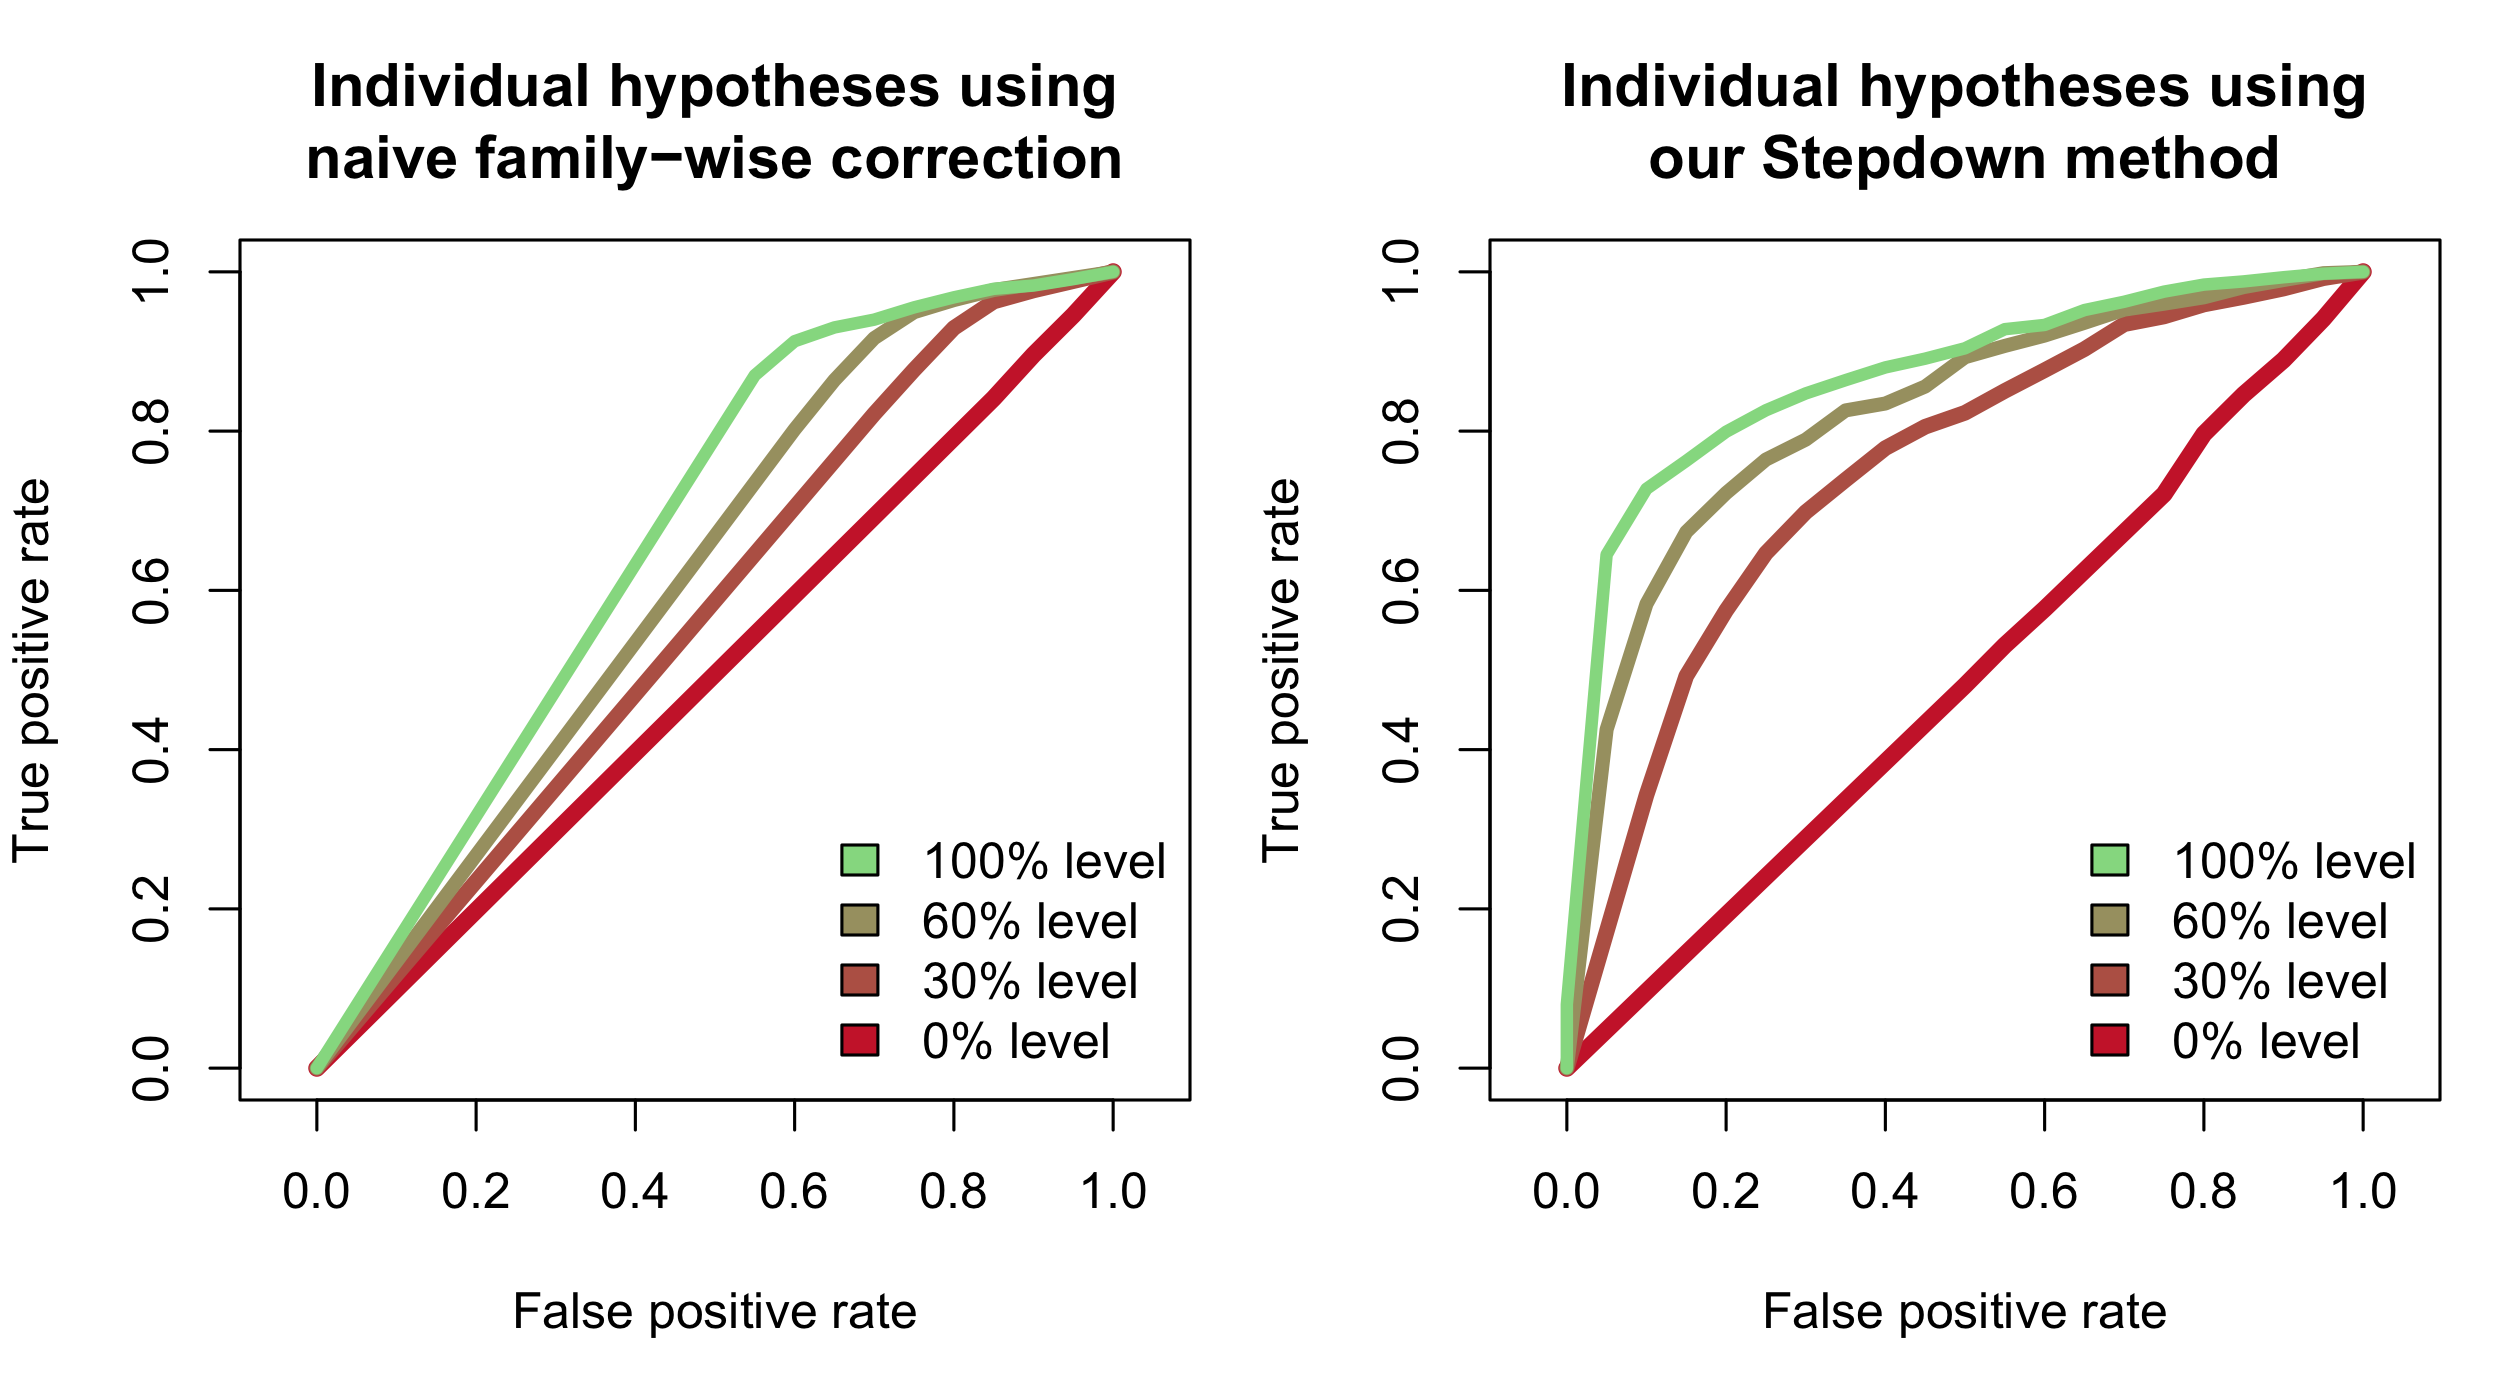 Individual hypotheses using
naive family−wise correction
True positive rate
1.0
0.8
0.6
0.4
0.2
0.0
100% level
60% level
30% level
0% level
0.0 0.2 0.4 0.6 0.8 1.0
False positive rate
Individual hypotheses using
our Stepdown method
True positive rate
1.0
0.8
0.6
0.4
0.2
0.0
100% level
60% level
30% level
0% level
0.0 0.2 0.4 0.6 0.8 1.0
False positive rate